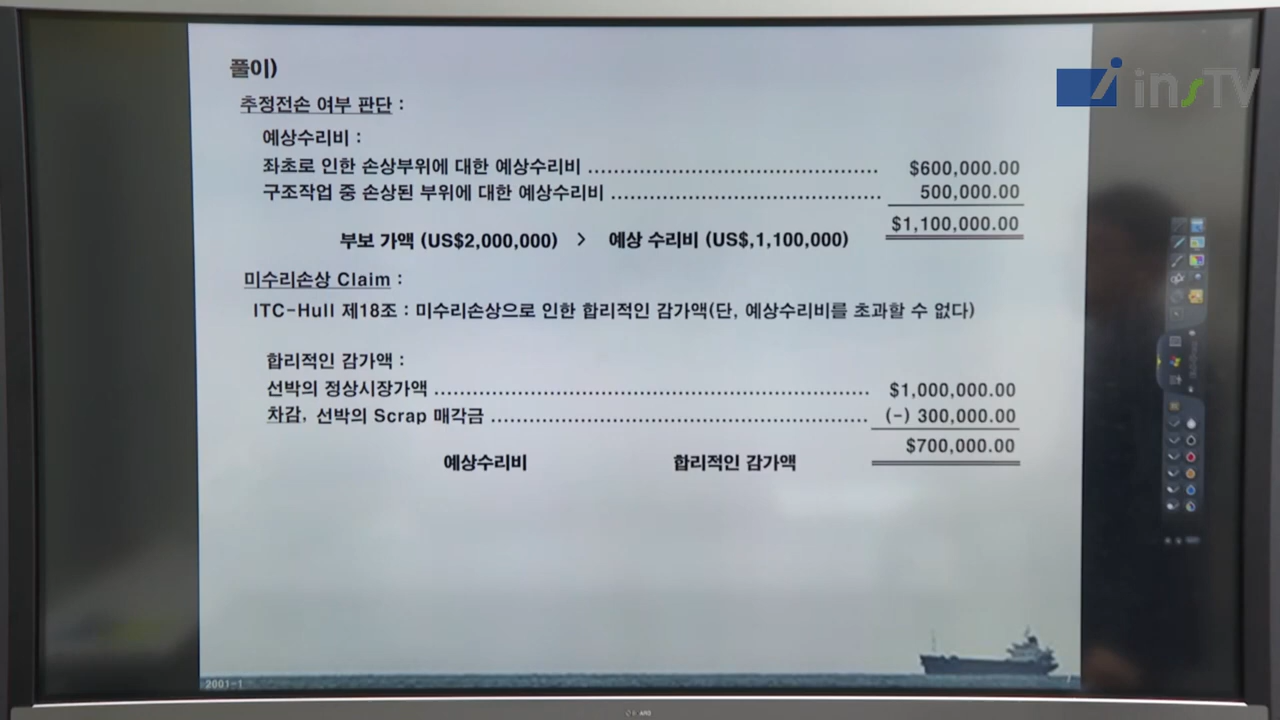 insTV
풀이)
추정전손 여부 판단 :
예상수리비 :
좌초로 인한 손상부위에 대한 예상수리비 ........................................................ $600,000.00
구조작업 중 손상된 부위에 대한 예상수리비 .................................................... 500,000.00
$1,100,000.00
부보 가액 (US$2,000,000) > 예상 수리비 (US$,1,100,000)
미수리손상 Claim :
ITC-Hull 제18조 : 미수리손상으로 인한 합리적인 감가액(단, 예상수리비를 초과할 수 없다)
합리적인 감가액 :
선박의 정상시장가액 .................................................................................. $1,000,000.00
차감, 선박의 Scrap 매각금 ........................................................................ (-) 300,000.00
$700,000.00
예상수리비 합리적인 감가액
2001-1
7